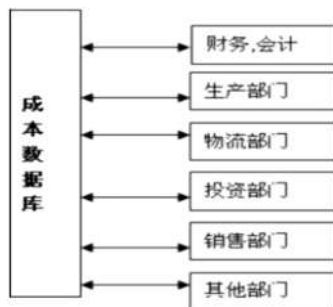 成本数据库
财务,会计
生产部门
物流部门
投资部门
销售部门
其他部门